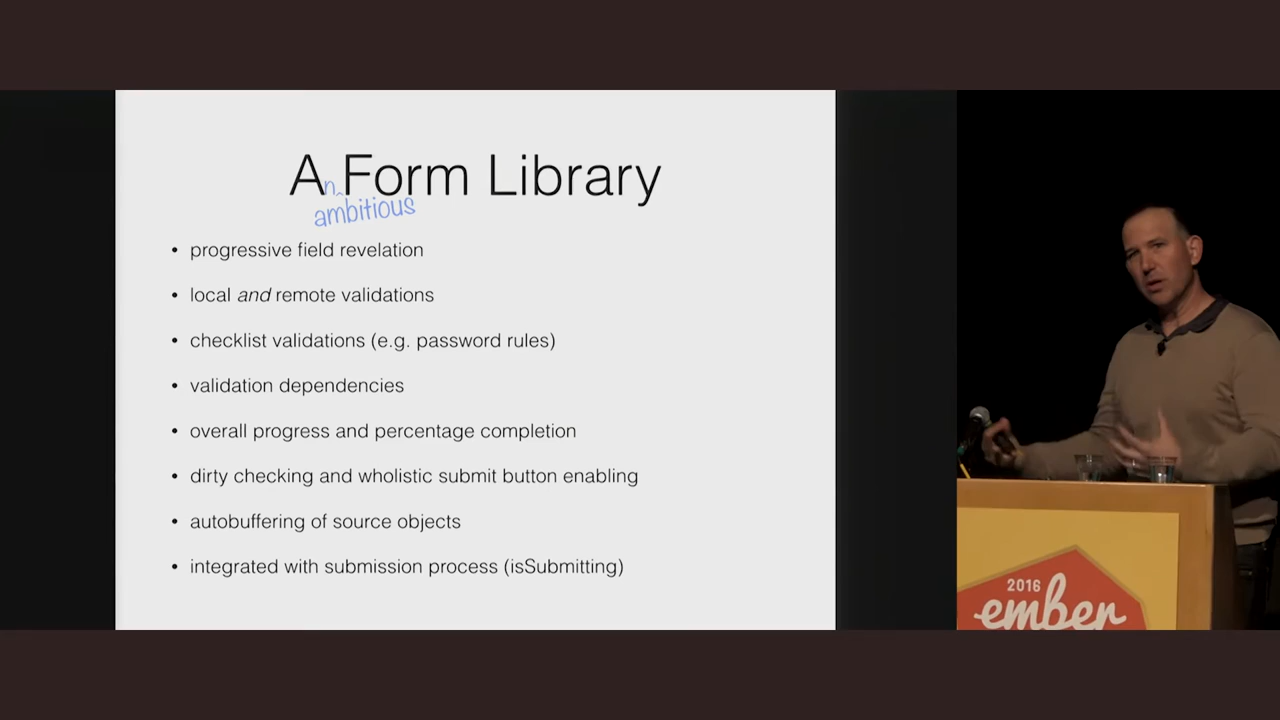 An Form Library
ambitious
• progressive field revelation
• local and remote validations
• checklist validations (e.g. password rules)
• validation dependencies
• overall progress and percentage completion
• dirty checking and wholistic submit button enabling
• autobuffering of source objects
• integrated with submission process (isSubmitting)
2016
ember